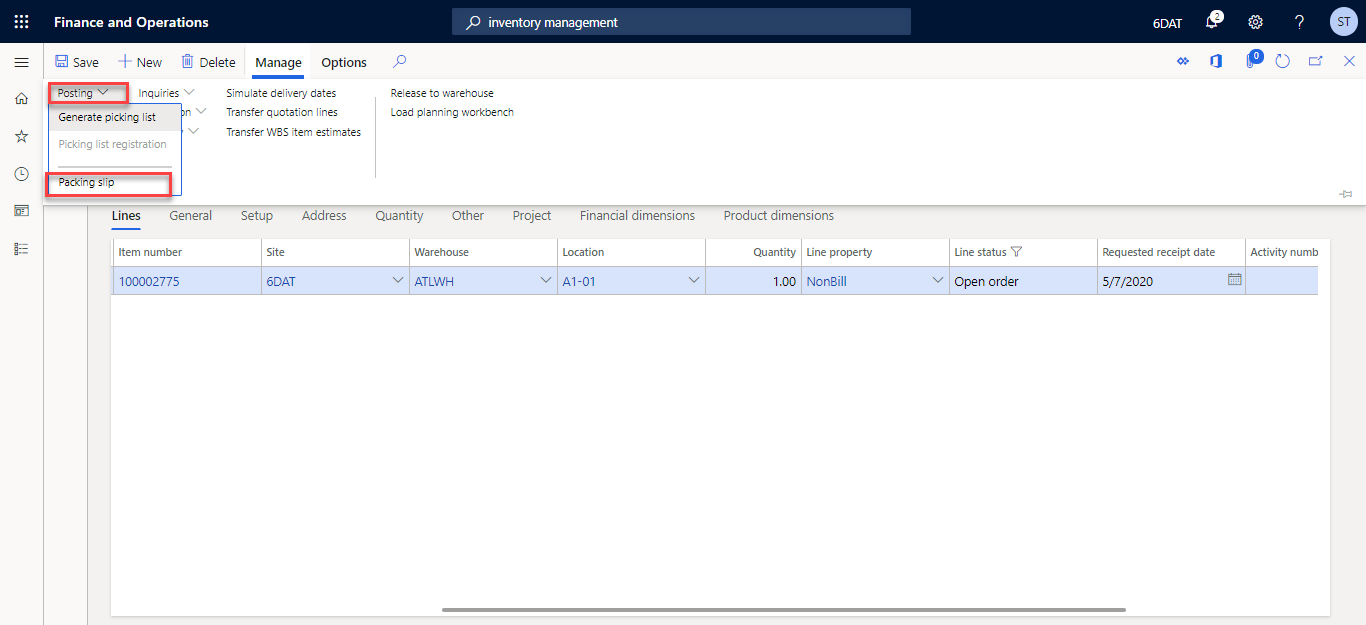 Finance and Operations
inventory management
6DAT
2
ST
Save
New
Delete
Manage
Options
0
Posting
Inquiries
Simulate delivery dates
Release to warehouse
Generate picking list
on
Transfer quotation lines
Load planning workbench
Transfer WBS item estimates
Picking list registration
Packing slip
Lines
General
Setup
Address
Quantity
Other
Project
Financial dimensions
Product dimensions
Item number
Site
Warehouse
Location
Quantity
Line property
Line status
Requested receipt date
Activity numb
100002775
6DAT
ATLWH
A1-01
1.00
NonBill
Open order
5/7/2020